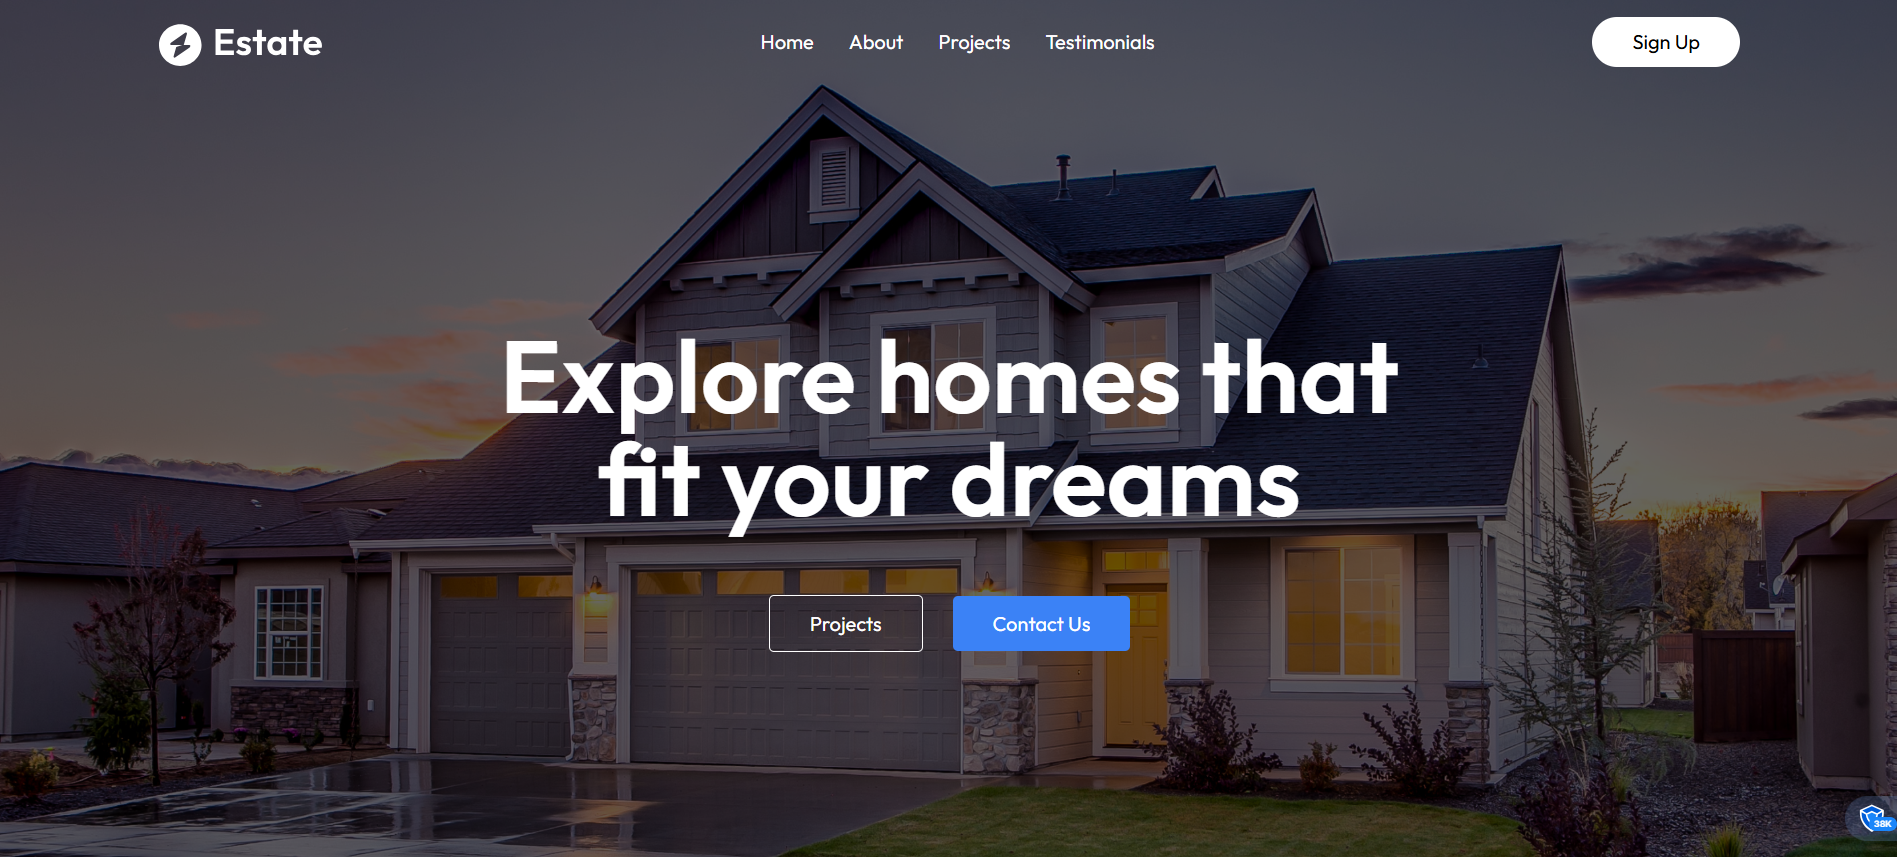 Estate
Home
About
Projects
Testimonials
Sign Up
Explore homes that
fit your dreams
Projects
Contact Us
38K